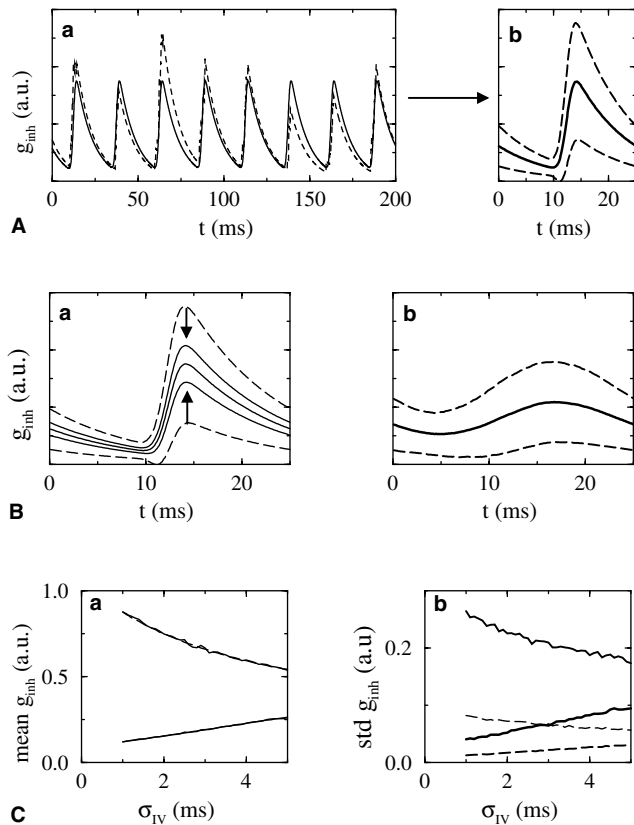 a
b
g_inh (a.u.)
0 50 100 150 200
0 10 20
t (ms)
t (ms)
A
a
b
g_inh (a.u.)
0 10 20
0 10 20
t (ms)
t (ms)
B
a
b
mean g_inh (a.u.)
1.0
0.5
0.0
0 2 4
σ_IV (ms)
std g_inh (a.u)
0.2
0.0
0 2 4
σ_IV (ms)
C